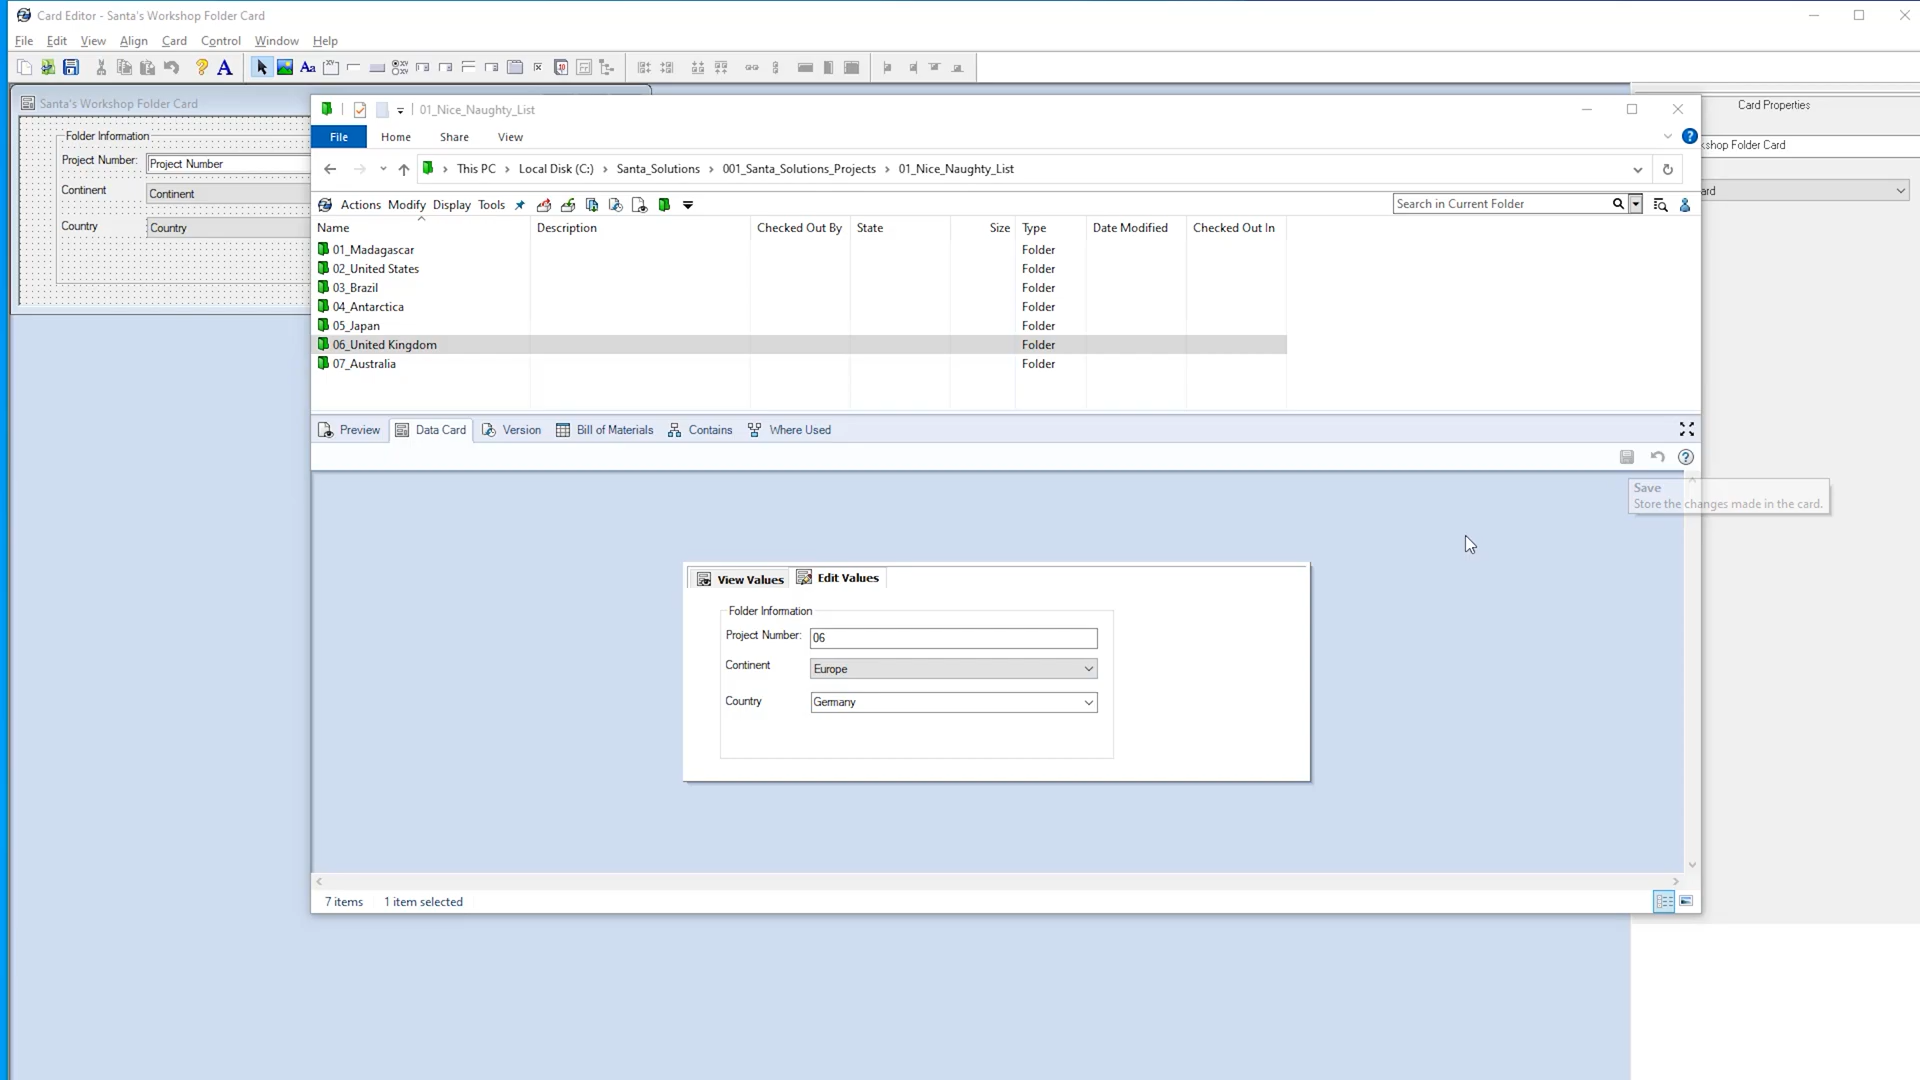 Card Editor - Santa's Workshop Folder Card
File Edit View Align Card Control Window Help
Santa's Workshop Folder Card
Folder Information
Project Number: Project Number
Continent Continent
Country Country
Card Properties
kshop Folder Card
ard
01_Nice_Naughty_List
File Home Share View
This PC › Local Disk (C:) › Santa_Solutions › 001_Santa_Solutions_Projects › 01_Nice_Naughty_List
Actions Modify Display Tools Search in Current Folder
Name Description Checked Out By State Size Type Date Modified Checked Out In
01_Madagascar Folder
02_United States Folder
03_Brazil Folder
04_Antarctica Folder
05_Japan Folder
06_United Kingdom Folder
07_Australia Folder
Preview Data Card Version Bill of Materials Contains Where Used
Save
Store the changes made in the card.
View Values Edit Values
Folder Information
Project Number: 06
Continent Europe
Country Germany
7 items 1 item selected